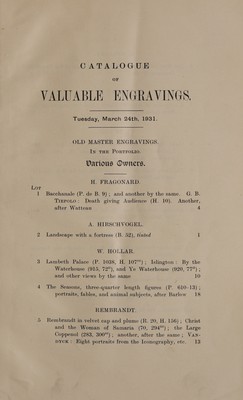 CATALOGUE
OF
VALUABLE ENGRAVINGS.
Tuesday, March 24th, 1931.
OLD MASTER ENGRAVINGS.
IN THE PORTFOLIO.
Various Owners.
H. FRAGONARD.
LOT
1 Bacchanale (P. de B. 9); and another by the same. G. B.
TIEPOLO: Death giving Audience (H. 10). Another,
after Watteau 4
A. HIRSCHVOGEL.
2 Landscape with a fortress (B. 52), tinted 1
W. HOLLAR.
3 Lambeth Palace (P. 1038, H. 107); Islington: By the
Waterhouse (915, 72), and Ye Waterhouse (920, 77);
and other views by the same 10
4 The Seasons, three-quarter length figures (P. 610-13);
portraits, fables, and animal subjects, after Barlow 18
REMBRANDT.
5 Rembrandt in velvet cap and plume (B. 20, H. 156); Christ
and the Woman of Samaria (70, 294); the Large
Coppenol (283, 300); another, after the same; VAN-
DYCK: Eight portraits from the Iconography, etc. 12